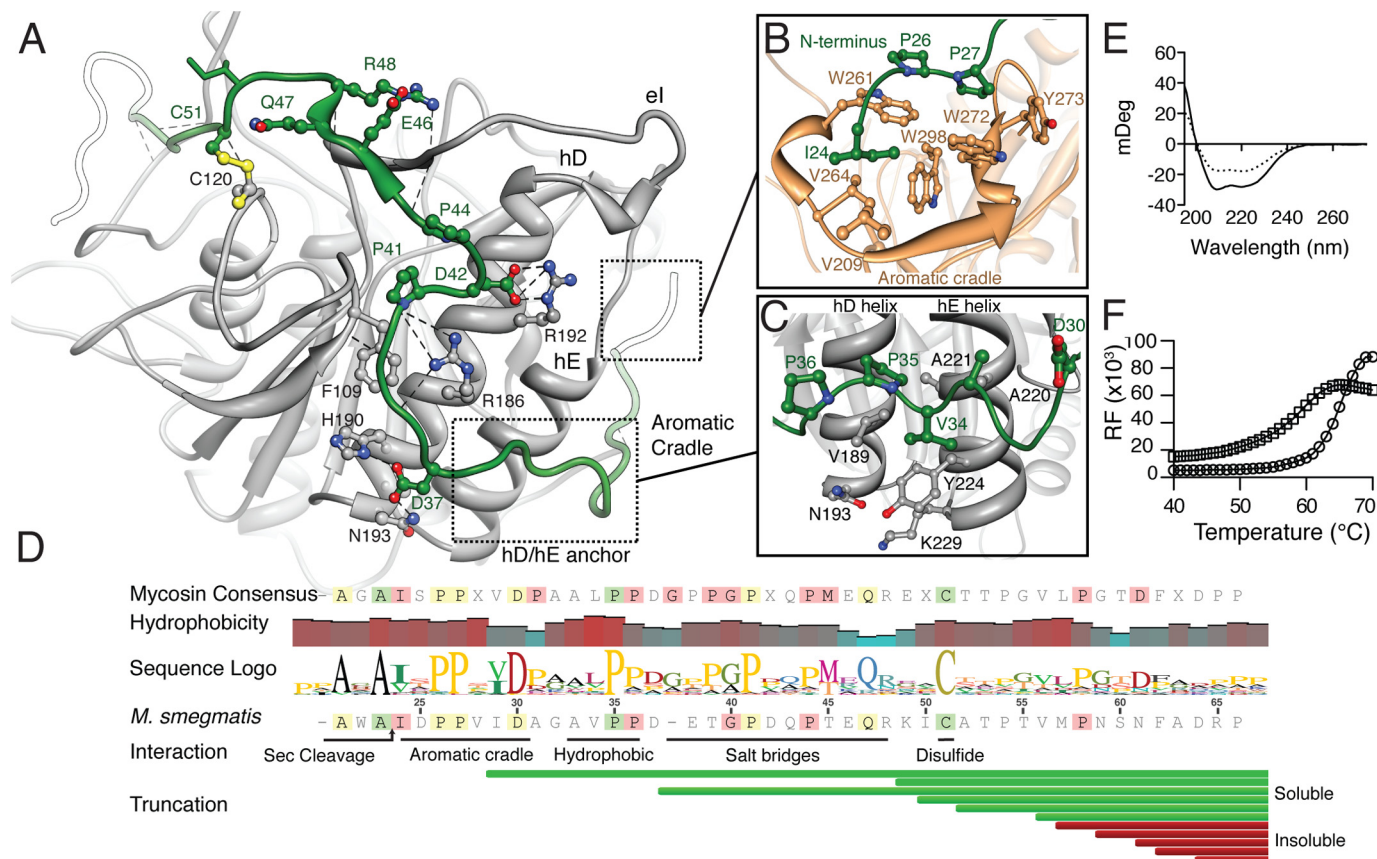 A
R48
C51
Q47
E46
eI
C120
hD
P44
P41
D42
R192
hE
F109
R186
H190
Aromatic
Cradle
D37
N193
hD/hE anchor
B
N-terminus
P26
P27
W261
Y273
W272
W298
I24
V264
V209
Aromatic cradle
C
hD helix
hE helix
D30
P36
P35
A221
A220
V34
V189
Y224
N193
K229
E
mDeg
60
40
20
0
-20
-40
200
220
240
260
Wavelength (nm)
F
RF (x10³)
100
80
60
40
20
0
40
50
60
70
Temperature (°C)
D
Mycosin Consensus - A G A I S P P X V D P A A L P P D G P P G P X Q P M E Q R E X C T T P G V L P G T D F X D P P
Hydrophobicity
Sequence Logo
25 30 35 40 45 50 55 60 65
M. smegmatis - A W A I D P P V I D A G A V P P D - E T G P D Q P T E Q R K I C A T P T V M P N S N F A D R P
Interaction
Sec Cleavage
Aromatic cradle
Hydrophobic
Salt bridges
Disulfide
Truncation
Soluble
Insoluble